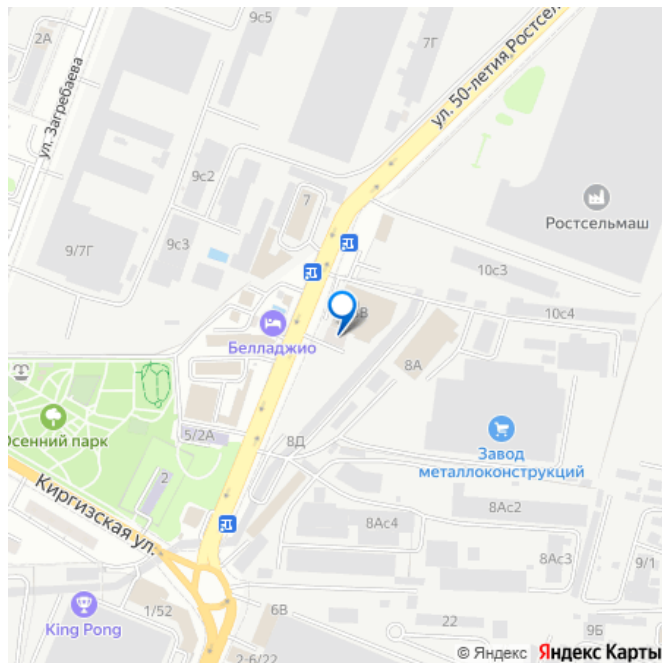 9с5
2А
7Г
ул. Загребаева
ул. 50-летия Ростсел
9с2
7
Ростсельмаш
9/7Г
9с3
10с3
10с4
В
Белладжио
8А
Осенний парк
5/2А
8Д
Завод
металлоконструкций
2
Киргизская ул.
8Ас2
8Ас4
8Ас3
9/1
1/52
6В
22
9Б
King Pong
2-6/22
© Яндекс Яндекс Карты